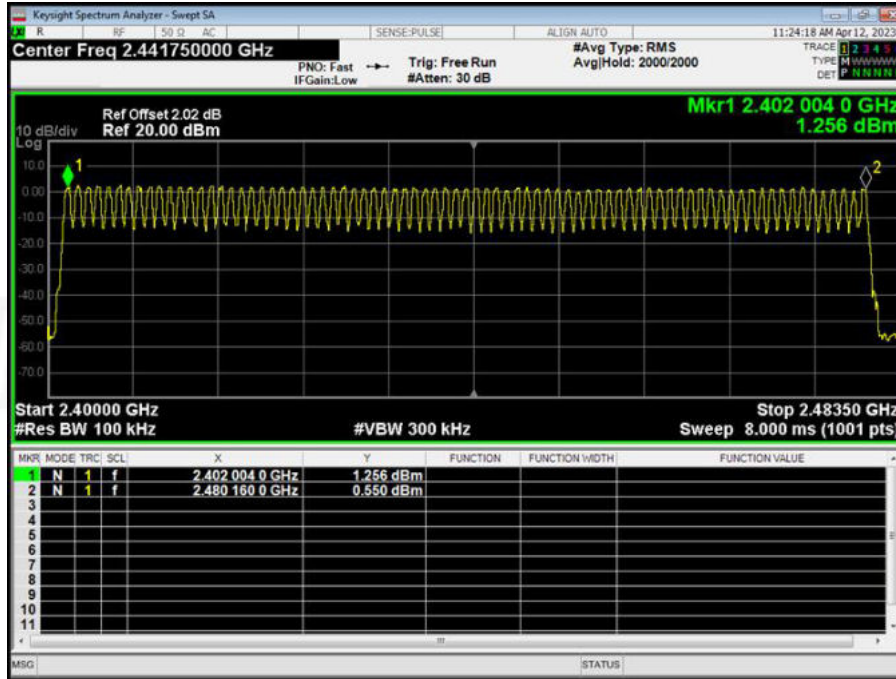 Keysight Spectrum Analyzer - Swept SA
R RF 50 Ω AC SENSE:PULSE ALIGN AUTO 11:24:18 AM Apr 12, 2023
Center Freq 2.441750000 GHz
#Avg Type: RMS
TRACE 1 2 3 4 5
PNO: Fast Trig: Free Run Avg|Hold: 2000/2000
TYPE M
IFGain:Low #Atten: 30 dB
DET P N N N N
Mkr1 2.402 004 0 GHz
1.256 dBm
Ref Offset 2.02 dB
10 dB/div Ref 20.00 dBm
Log
1
2
10.0
0.00
-10.0
-20.0
-30.0
-40.0
-50.0
-60.0
-70.0
Start 2.40000 GHz Stop 2.48350 GHz
#Res BW 100 kHz #VBW 300 kHz Sweep 8.000 ms (1001 pts)
MKR MODE TRC SCL X Y FUNCTION FUNCTION WIDTH FUNCTION VALUE
1 N 1 f 2.402 004 0 GHz 1.256 dBm
2 N 1 f 2.480 160 0 GHz 0.550 dBm
3
4
5
6
7
8
9
10
11
MSG STATUS